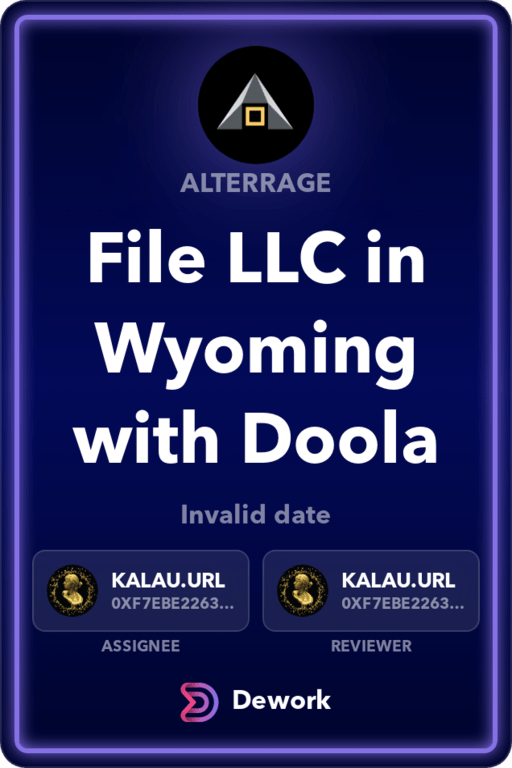 ALTERRAGE
File LLC in
Wyoming
with Doola
Invalid date
KALAU.URL
0XF7EBE2263...
ASSIGNEE
KALAU.URL
0XF7EBE2263...
REVIEWER
Dework